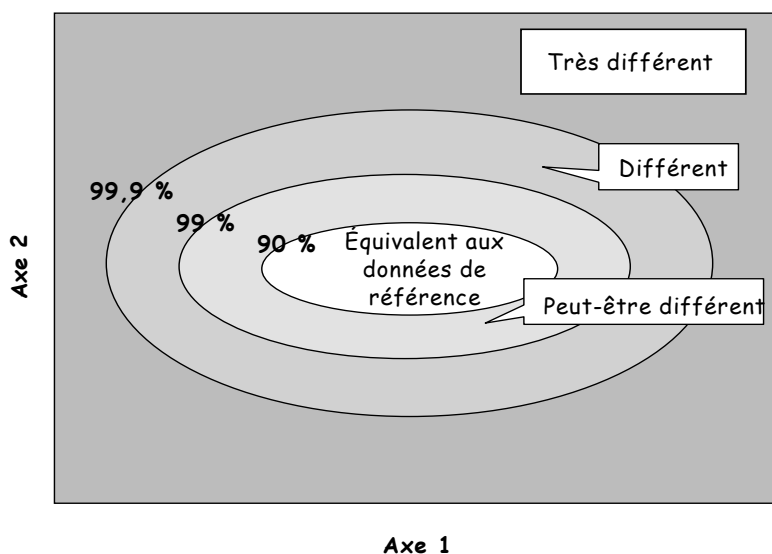 Très différent
Différent
99,9 %
99 %
90 %
Équivalent aux
données de
référence
Peut-être différent
Axe 2
Axe 1